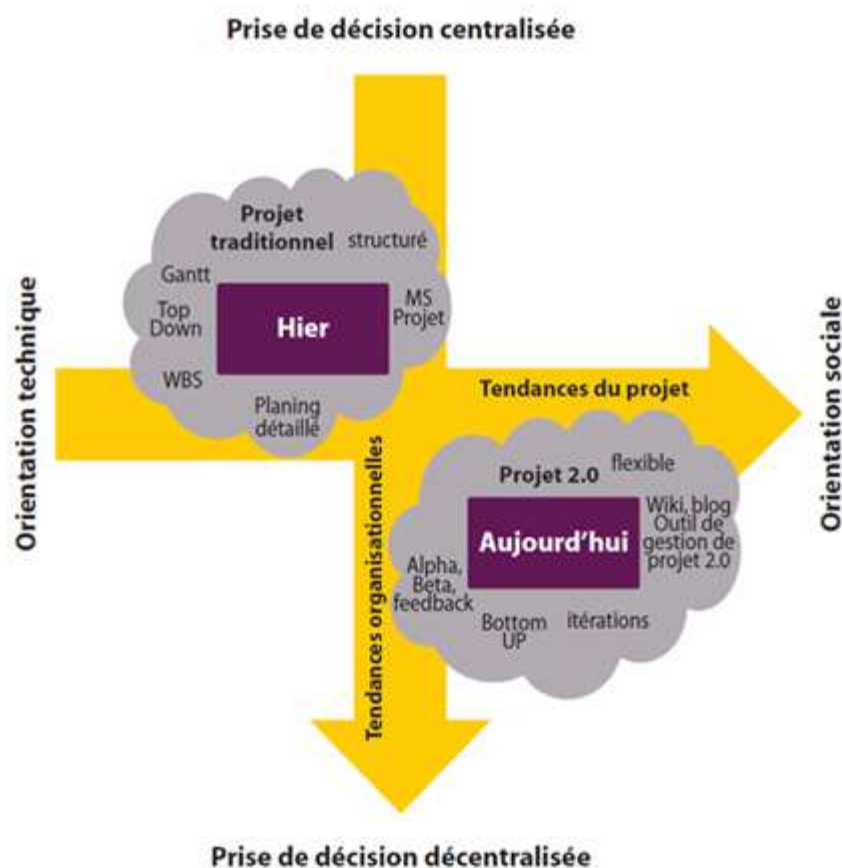 Prise de décision centralisée
Projet
traditionnel
structuré
Gantt
Top
Down
Hier
MS
Projet
WBS
Planing
détaillé
Orientation technique
Tendances du projet
Orientation sociale
Tendances organisationnelles
Projet 2.0
flexible
Wiki, blog
Outil de
gestion de
projet 2.0
Aujourd'hui
Alpha,
Beta,
feedback
Bottom
UP
itérations
Prise de décision décentralisée